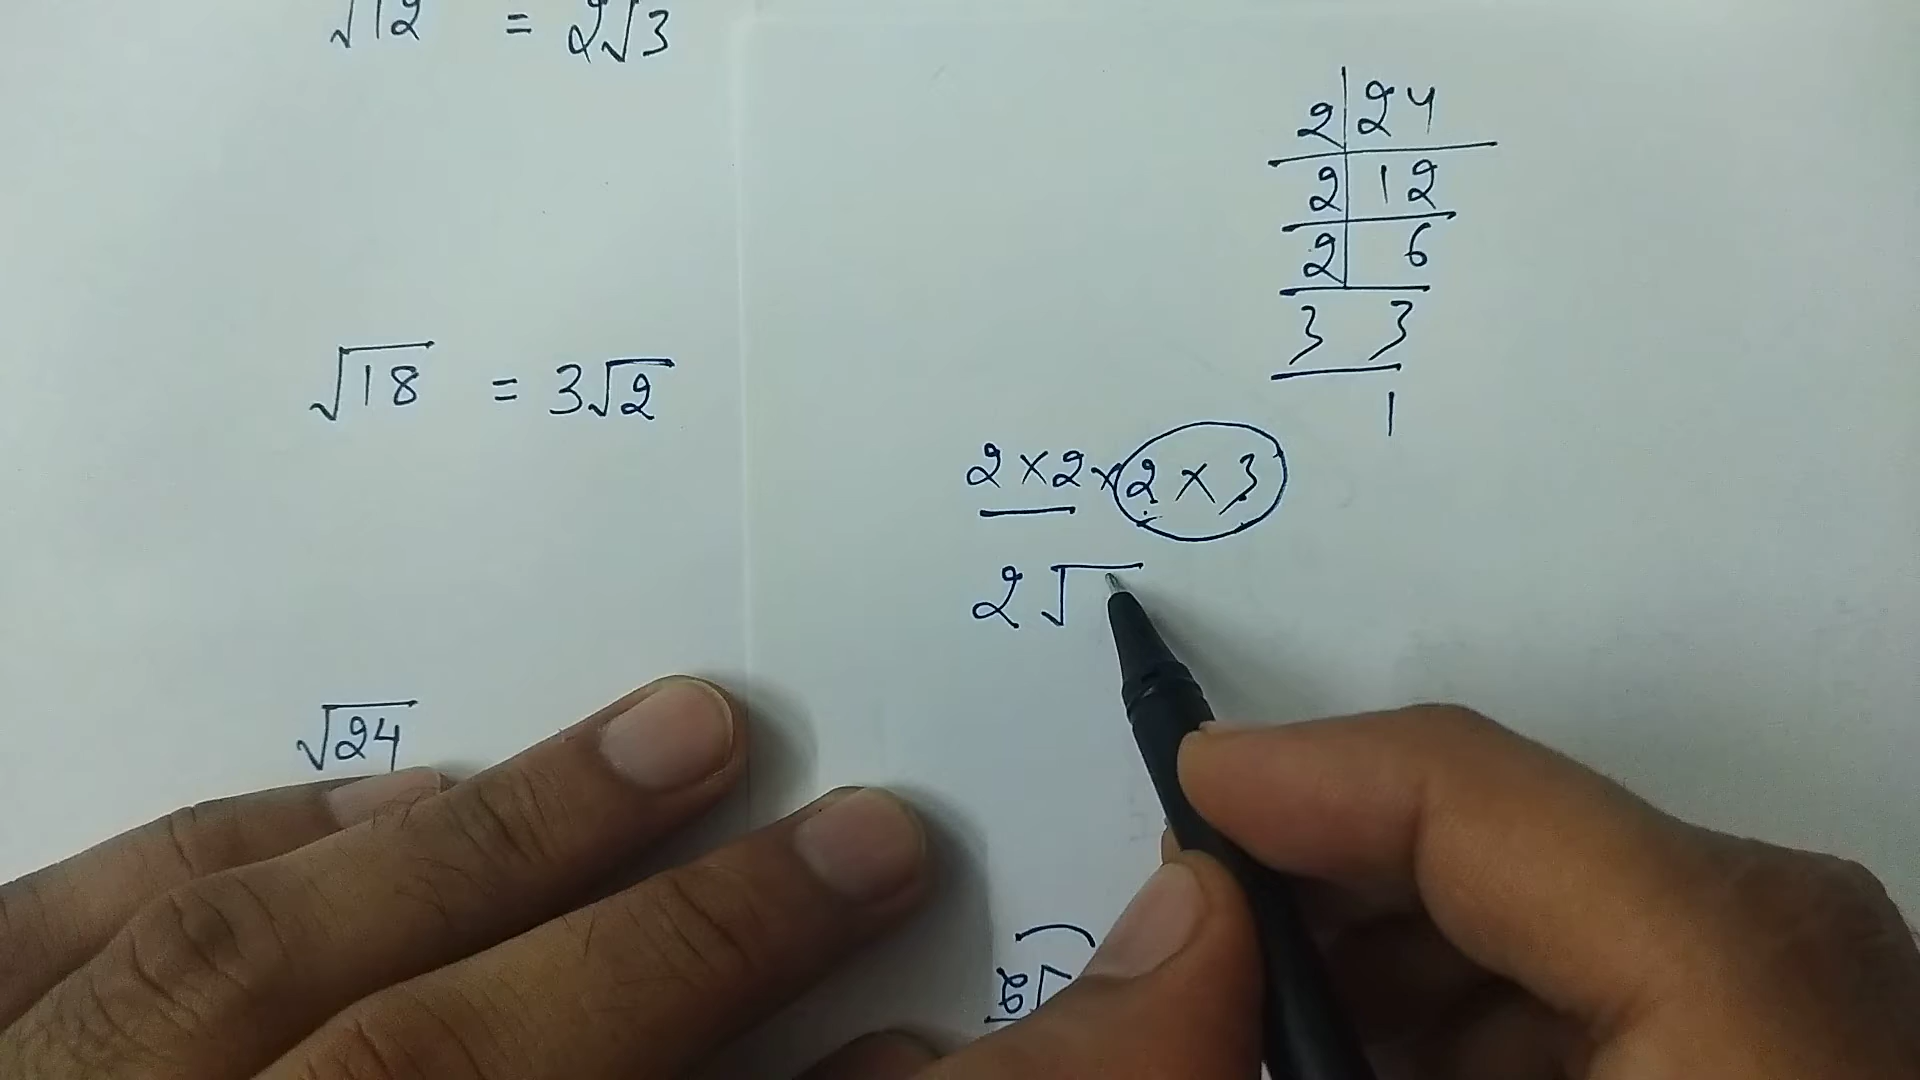 √12 = 2√3
√18 = 3√2
√24
2 24
2 12
2 6
3 3
1
2 × 2 × 2 × 3
2 √